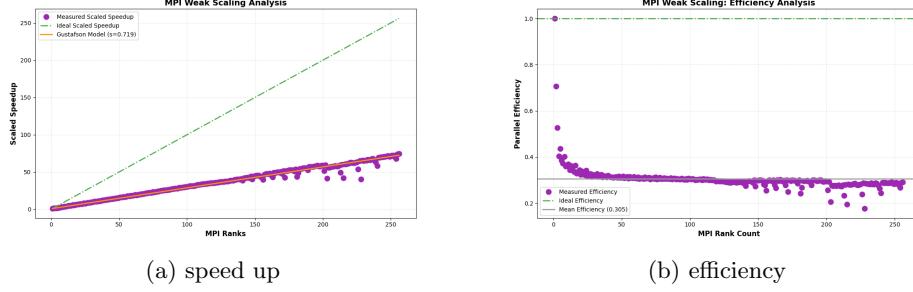 MPI Weak Scaling Analysis
Measured Scaled Speedup
Ideal Scaled Speedup
Gustafson Model (s=0.719)
250
200
150
100
50
0
Scaled Speedup
0 50 100 150 200 250
MPI Ranks
(a) speed up
MPI Weak Scaling: Efficiency Analysis
1.0
0.8
0.6
0.4
0.2
Parallel Efficiency
Measured Efficiency
Ideal Efficiency
Mean Efficiency (0.305)
0 50 100 150 200 250
MPI Rank Count
(b) efficiency